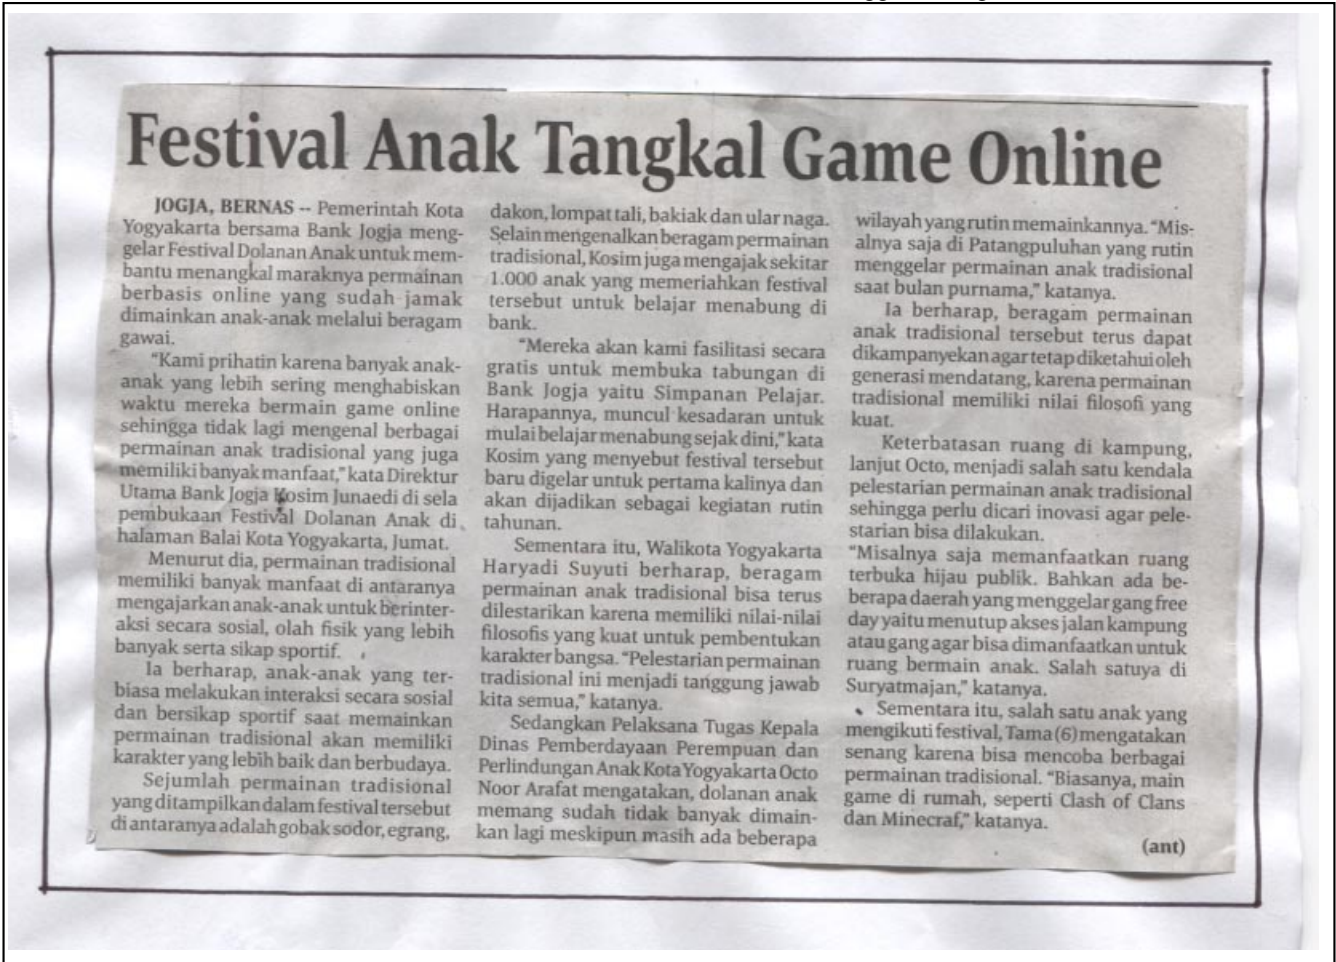 Festival Anak Tangkal Game Online
JOGJA, BERNAS -- Pemerintah Kota
Yogyakarta bersama Bank Jogja meng-
gelar Festival Dolanan Anak untuk mem-
bantu menangkal maraknya permainan
berbasis online yang sudah jamak
dimainkan anak-anak melalui beragam
gawai.
"Kami prihatin karena banyak anak-
anak yang lebih sering menghabiskan
waktu mereka bermain game online
sehingga tidak lagi mengenal berbagai
permainan anak tradisional yang juga
memiliki banyak manfaat," kata Direktur
Utama Bank Jogja Kosim Junaedi di sela
pembukaan Festival Dolanan Anak di
halaman Balai Kota Yogyakarta, Jumat.
Menurut dia, permainan tradisional
memiliki banyak manfaat di antaranya
mengajarkan anak-anak untuk berinter-
aksi secara sosial, olah fisik yang lebih
banyak serta sikap sportif.
Ia berharap, anak-anak yang ter-
biasa melakukan interaksi secara sosial
dan bersikap sportif saat memainkan
permainan tradisional akan memiliki
karakter yang lebih baik dan berbudaya.
Sejumlah permainan tradisional
yang ditampilkan dalam festival tersebut
di antaranya adalah gobak sodor, egrang,
dakon, lompat tali, bakiak dan ular naga.
Selain mengenalkan beragam permainan
tradisional, Kosim juga mengajak sekitar
1.000 anak yang memeriahkan festival
tersebut untuk belajar menabung di
bank.
"Mereka akan kami fasilitasi secara
gratis untuk membuka tabungan di
Bank Jogja yaitu Simpanan Pelajar.
Harapannya, muncul kesadaran untuk
mulai belajar menabung sejak dini," kata
Kosim yang menyebut festival tersebut
baru digelar untuk pertama kalinya dan
akan dijadikan sebagai kegiatan rutin
tahunan.
Sementara itu, Walikota Yogyakarta
Haryadi Suyuti berharap, beragam
permainan anak tradisional bisa terus
dilestarikan karena memiliki nilai-nilai
filosofis yang kuat untuk pembentukan
karakter bangsa. "Pelestarian permainan
tradisional ini menjadi tanggung jawab
kita semua," katanya.
Sedangkan Pelaksana Tugas Kepala
Dinas Pemberdayaan Perempuan dan
Perlindungan Anak Kota Yogyakarta Octo
Noor Arafat mengatakan, dolanan anak
memang sudah tidak banyak dimain-
kan lagi meskipun masih ada beberapa
wilayah yang rutin memainkannya. "Mis-
alnya saja di Patangpuluhan yang rutin
menggelar permainan anak tradisional
saat bulan purnama," katanya.
Ia berharap, beragam permainan
anak tradisional tersebut terus dapat
dikampanyekan agar tetap diketahui oleh
generasi mendatang, karena permainan
tradisional memiliki nilai filosofi yang
kuat.
Keterbatasan ruang di kampung,
lanjut Octo, menjadi salah satu kendala
pelestarian permainan anak tradisional
sehingga perlu dicari inovasi agar pele-
starian bisa dilakukan.
"Misalnya saja memanfaatkan ruang
terbuka hijau publik. Bahkan ada be-
berapa daerah yang menggelar gang free
day yaitu menutup akses jalan kampung
atau gang agar bisa dimanfaatkan untuk
ruang bermain anak. Salah satuya di
Suryatmajan," katanya.
Sementara itu, salah satu anak yang
mengikuti festival, Tama (6) mengatakan
senang karena bisa mencoba berbagai
permainan tradisional. "Biasanya, main
game di rumah, seperti Clash of Clans
dan Minecraf," katanya.
(ant)